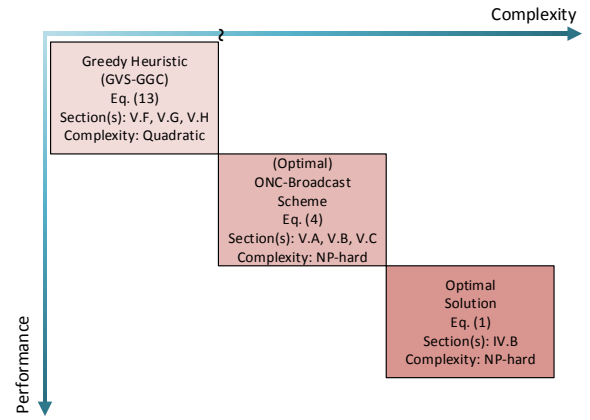 Complexity
Greedy Heuristic
(GVS-GGC)
Eq. (13)
Section(s): V.F, V.G, V.H
Complexity: Quadratic
(Optimal)
ONC-Broadcast
Scheme
Eq. (4)
Section(s): V.A, V.B, V.C
Complexity: NP-hard
Optimal
Solution
Eq. (1)
Section(s): IV.B
Complexity: NP-hard
Performance